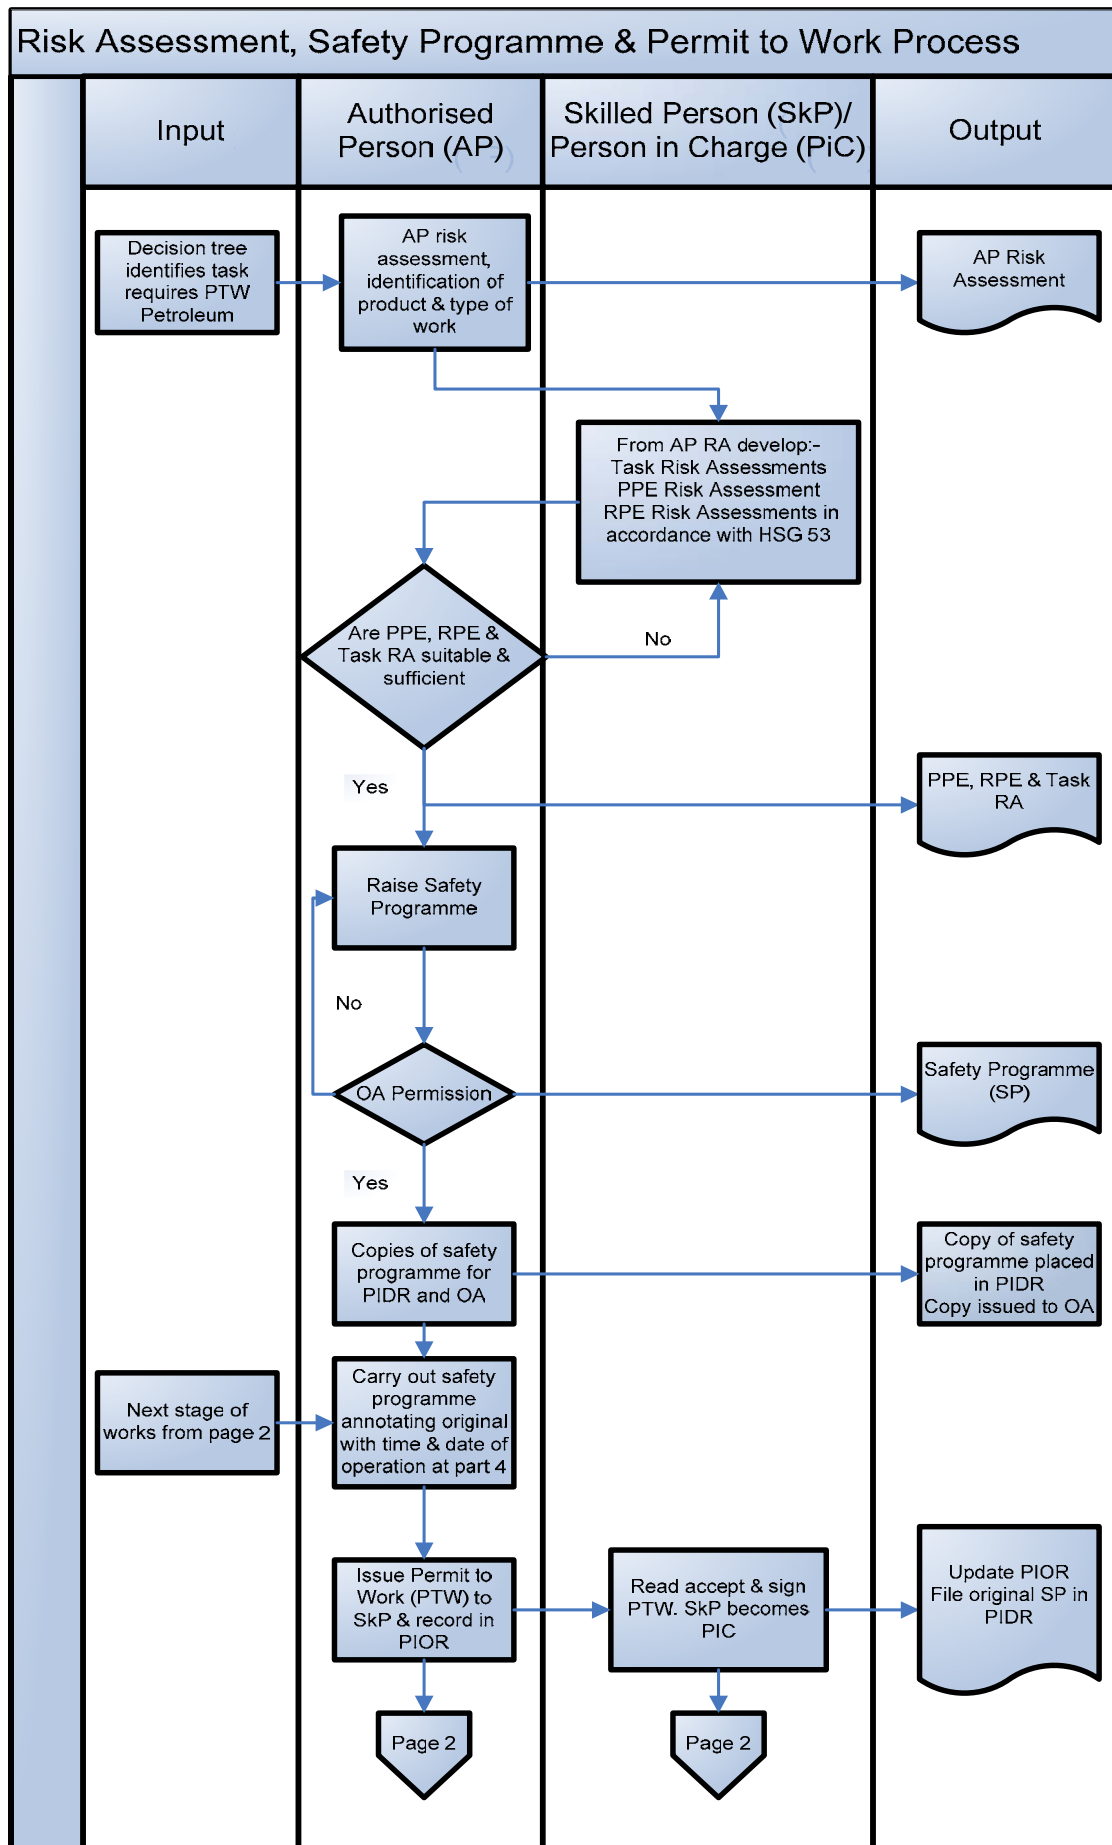 Risk Assessment, Safety Programme & Permit to Work Process
Input
Authorised
Person (AP)
Skilled Person (SkP)/
Person in Charge (PiC)
Output
Decision tree
identifies task
requires PTW
Petroleum
AP risk
assessment,
identification of
product & type of
work
AP Risk
Assessment
From AP RA develop:-
Task Risk Assessments
PPE Risk Assessment
RPE Risk Assessments in
accordance with HSG 53
Are PPE, RPE &
Task RA suitable &
sufficient
No
Yes
PPE, RPE & Task
RA
Raise Safety
Programme
No
OA Permission
Safety Programme
(SP)
Yes
Copies of safety
programme for
PIDR and OA
Copy of safety
programme placed
in PIDR
Copy issued to OA
Next stage of
works from page 2
Carry out safety
programme
annotating original
with time & date of
operation at part 4
Issue Permit to
Work (PTW) to
SkP & record in
PIOR
Read accept & sign
PTW. SkP becomes
PIC
Update PIOR
File original SP in
PIDR
Page 2
Page 2